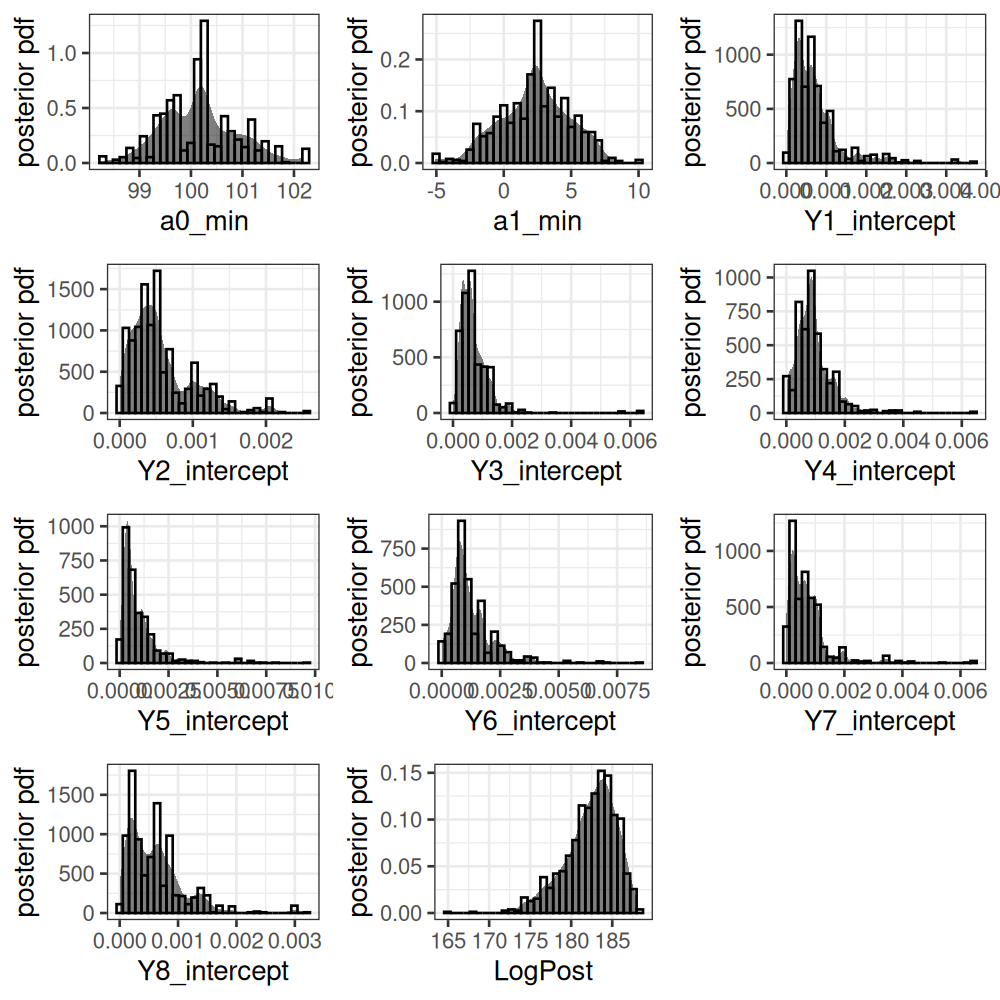 posterior pdf
1.0
0.5
0.0
99 100 101 102
a0_min
posterior pdf
0.2
0.1
0.0
-5 0 5 10
a1_min
posterior pdf
1000
500
0
Y1_intercept
posterior pdf
1500
1000
500
0
0.000 0.001 0.002
Y2_intercept
posterior pdf
1000
500
0
0.000 0.002 0.004 0.006
Y3_intercept
posterior pdf
1000
750
500
250
0
0.000 0.002 0.004 0.006
Y4_intercept
posterior pdf
1000
750
500
250
0
Y5_intercept
posterior pdf
750
500
250
0
0.0000 0.0025 0.0050 0.0075
Y6_intercept
posterior pdf
1000
500
0
0.000 0.002 0.004 0.006
Y7_intercept
posterior pdf
1500
1000
500
0
0.000 0.001 0.002 0.003
Y8_intercept
posterior pdf
0.15
0.10
0.05
0.00
165 170 175 180 185
LogPost